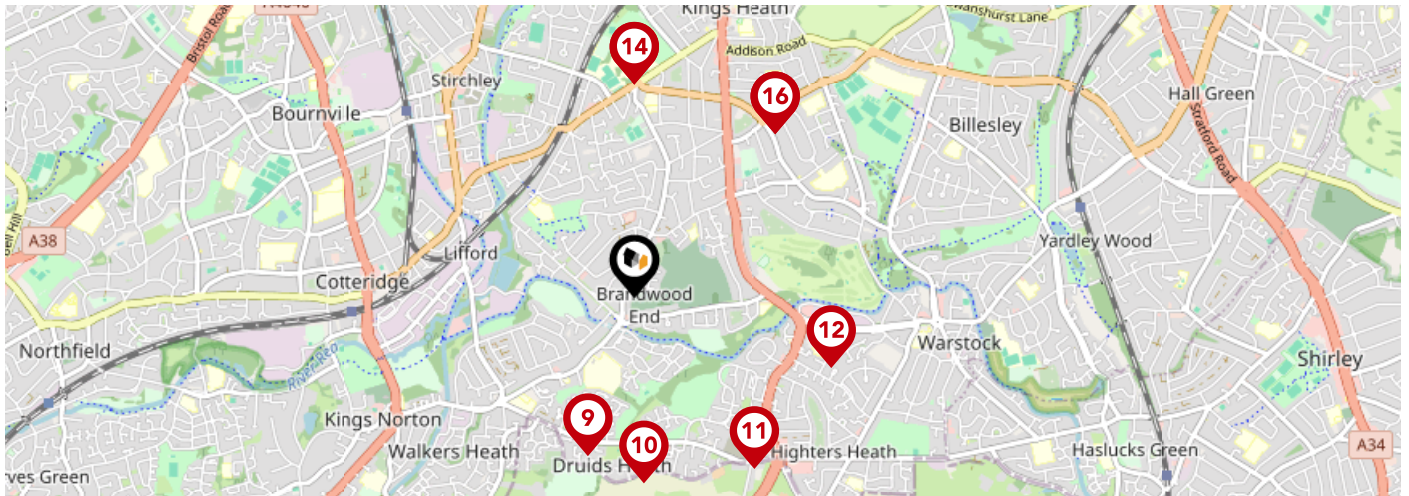 Kings Heath
Swanshurst Lane
Bristol Road
14
Addison Road
Stirchley
16
Hall Green
Bournville
Billesley
Stratford Road
A38
Yardley Wood
Lifford
Cotteridge
Brandwood
End
12
Warstock
Northfield
Shirley
River Rea
9
Kings Norton
11
10
A34
Walkers Heath
Highters Heath
Haslucks Green
Druids Heath
ves Green